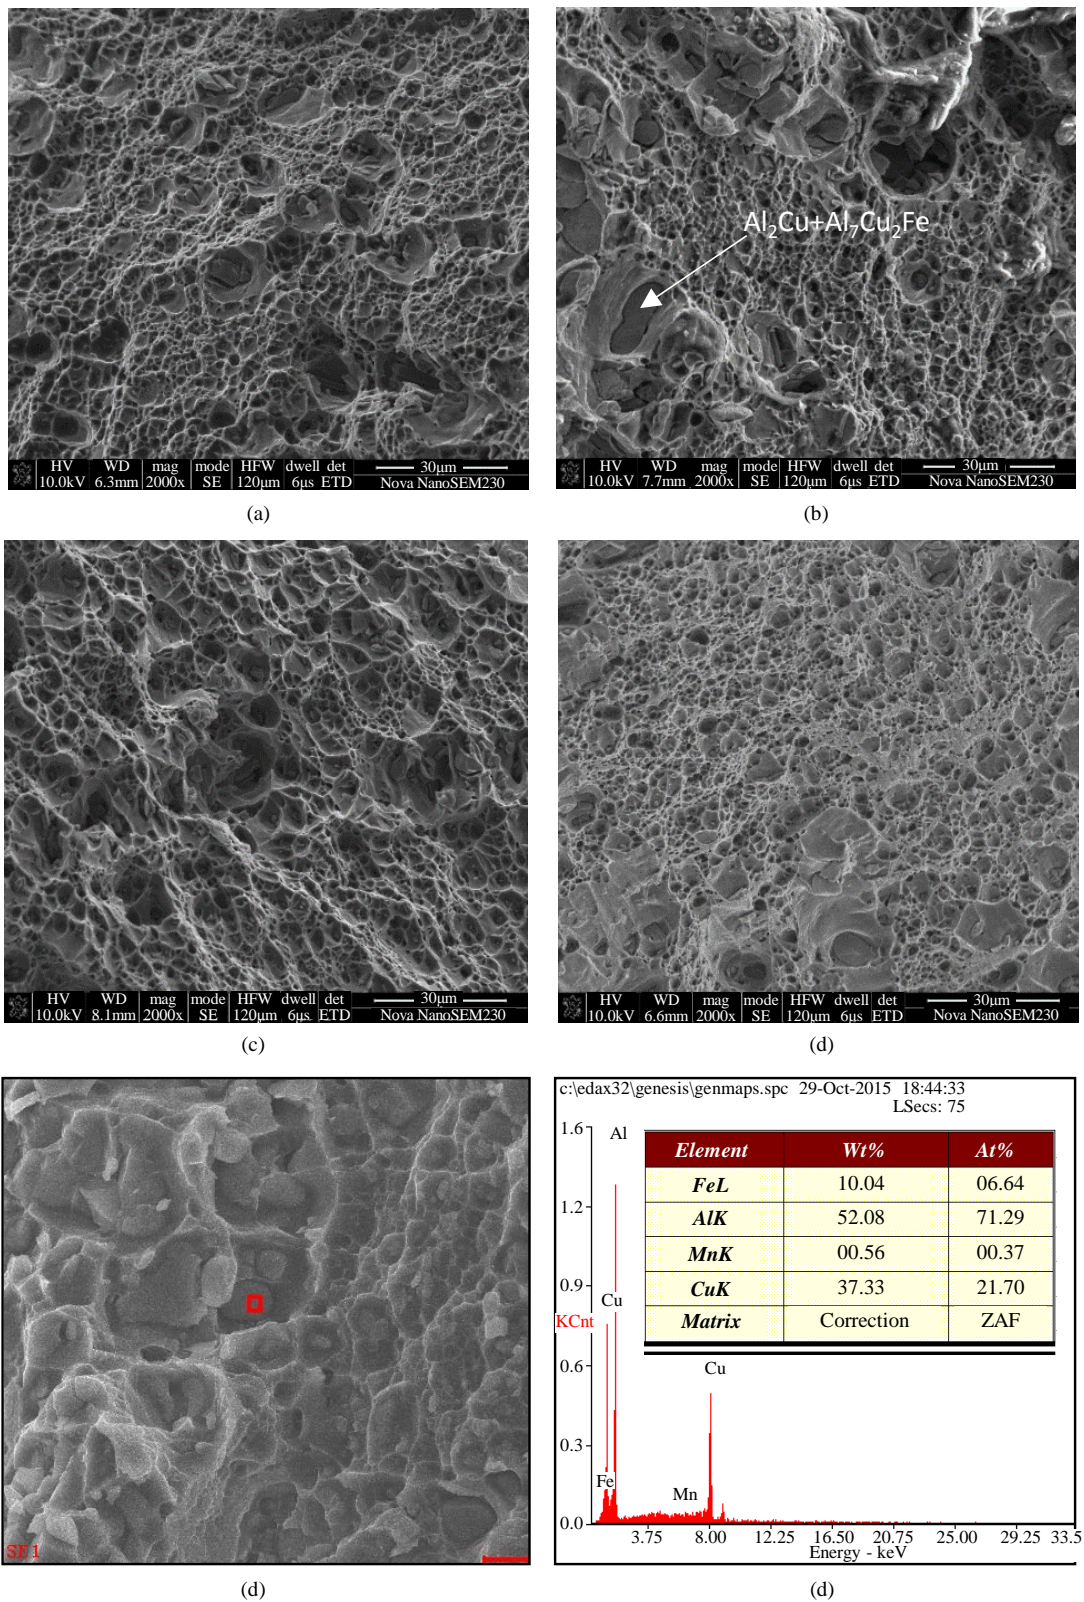 Al₂Cu+Al₇Cu₂Fe
HV WD mag mode HFW dwell det 30μm
10.0kV 6.3mm 2000x SE 120μm 6μs ETD Nova NanoSEM230
HV WD mag mode HFW dwell det 30μm
10.0kV 7.7mm 2000x SE 120μm 6μs ETD Nova NanoSEM230
(a)
(b)
HV WD mag mode HFW dwell det 30μm
10.0kV 8.1mm 2000x SE 120μm 6μs ETD Nova NanoSEM230
HV WD mag mode HFW dwell det 30μm
10.0kV 6.6mm 2000x SE 120μm 6μs ETD Nova NanoSEM230
(c)
(d)
SE1
c:\edax32\genesis\genmaps.spc 29-Oct-2015 18:44:33
LSecs: 75
1.6
1.2
0.9
KCnt
0.6
0.3
0.0
Al
Cu
Cu
Fe
Mn
Element Wt% At%
FeL 10.04 06.64
AlK 52.08 71.29
MnK 00.56 00.37
CuK 37.33 21.70
Matrix Correction ZAF
3.75 8.00 12.25 16.50 20.75 25.00 29.25 33.5
Energy - keV
(d)
(d)